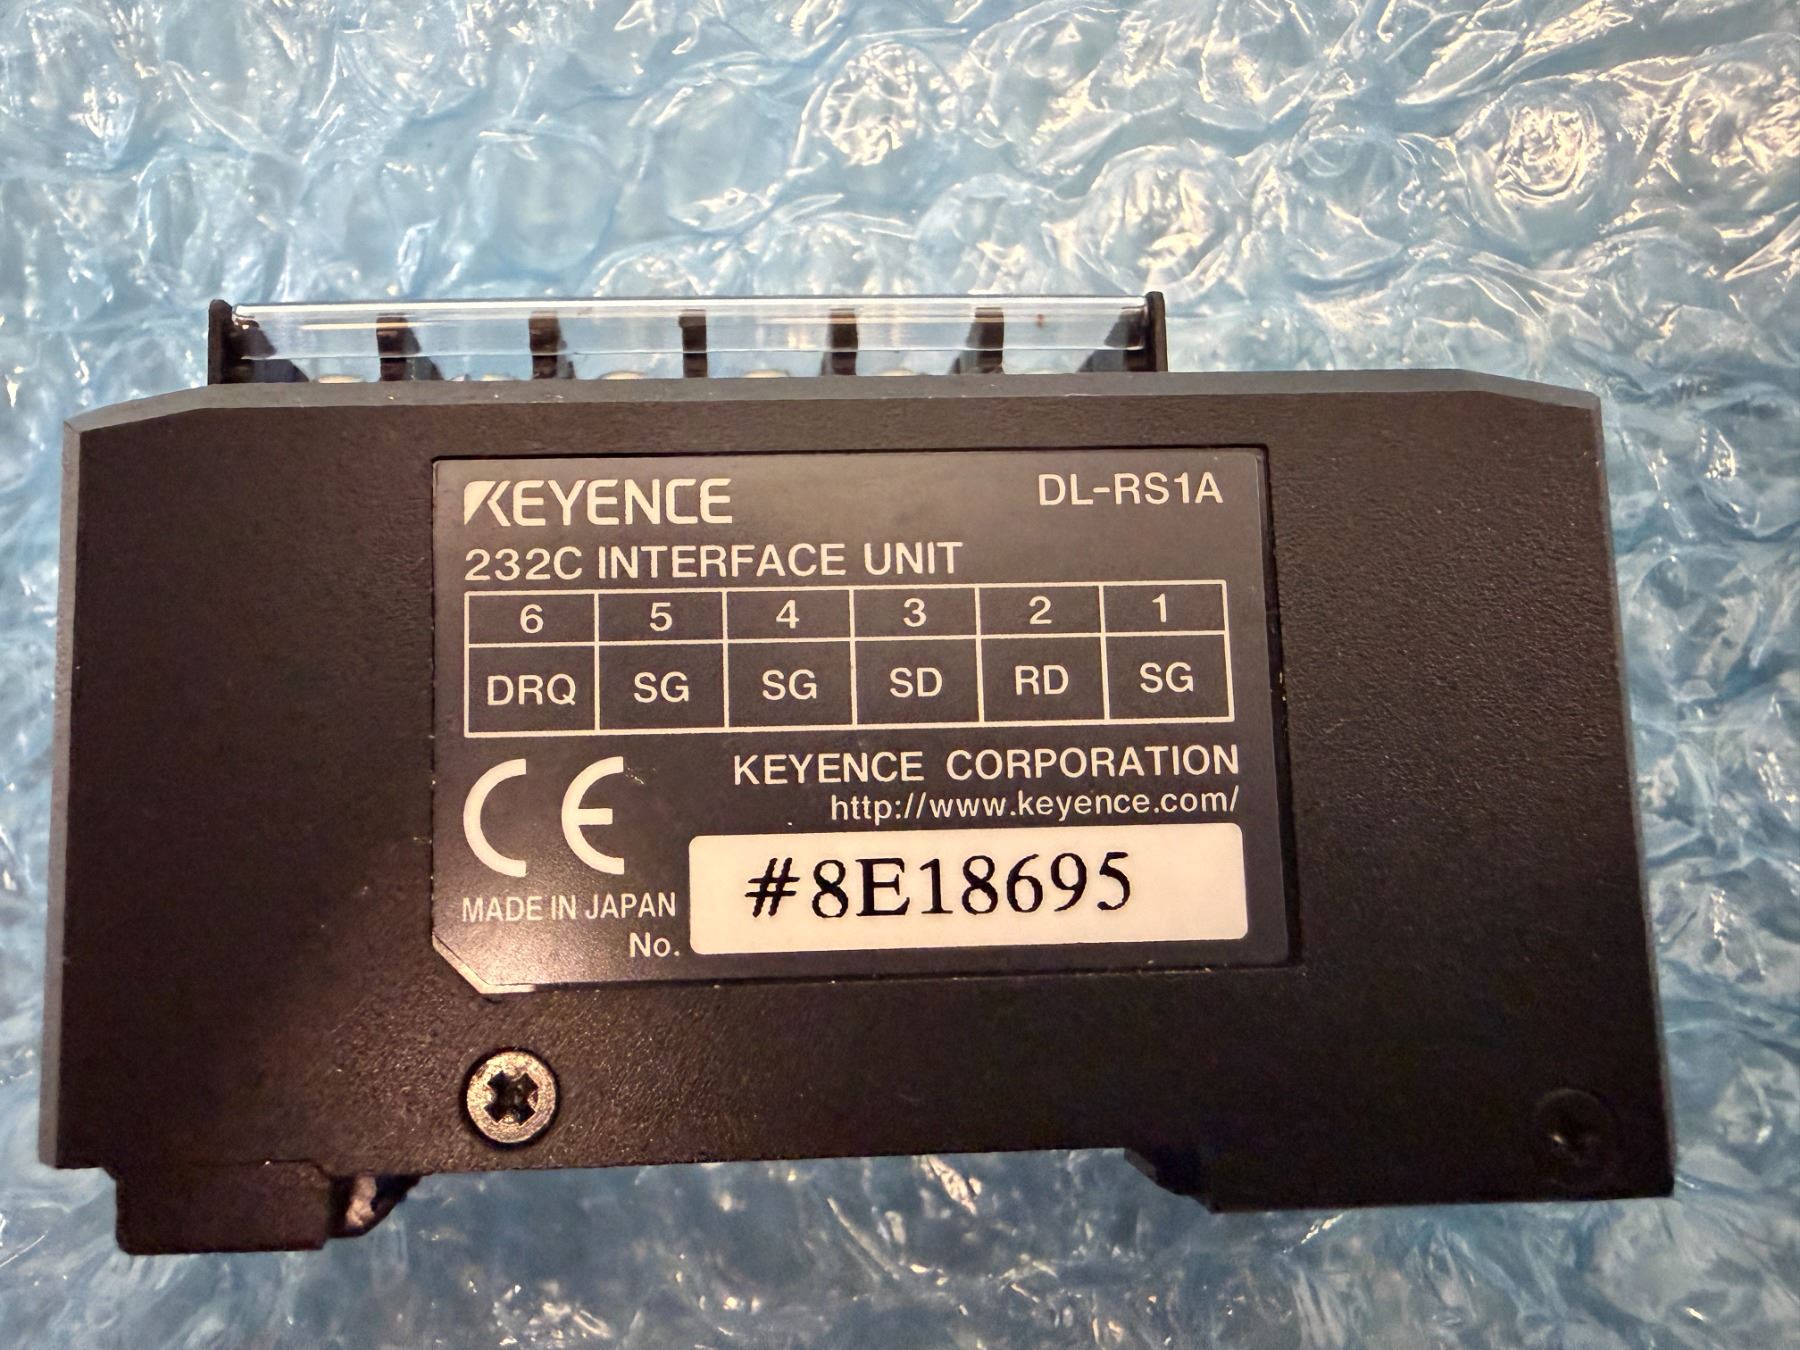 KEYENCE DL-RS1A
232C INTERFACE UNIT
6 5 4 3 2 1
DRQ SG SG SD RD SG
CE KEYENCE CORPORATION
http://www.keyence.com/
MADE IN JAPAN
No. #8E18695